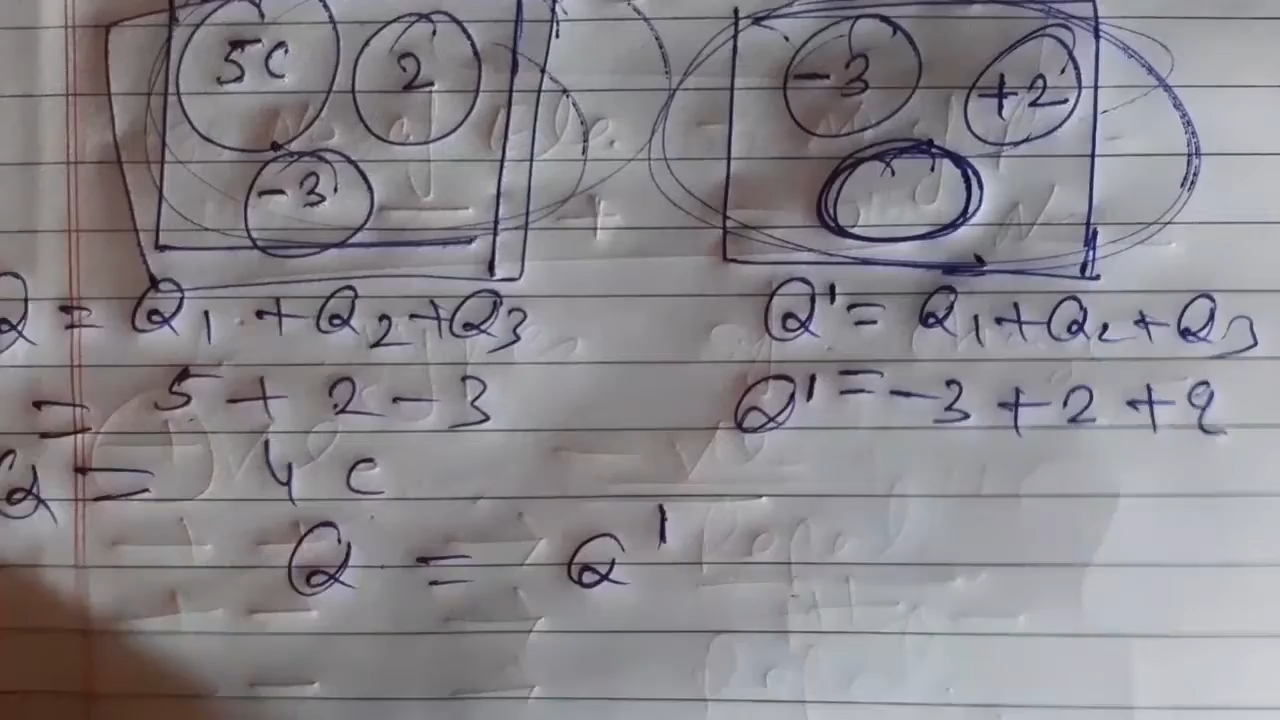 5C 2 -3 +2
-3
Q = Q1 + Q2 + Q3 Q' = Q1 + Q2 + Q3
= 5 + 2 - 3 Q' = -3 + 2 + q
Q = 4 C
Q = Q'